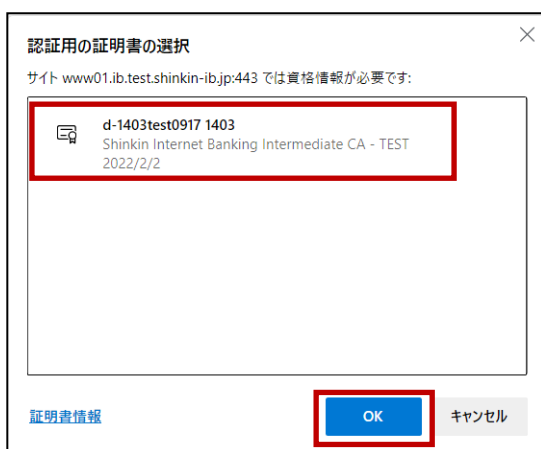 認証用の証明書の選択
サイト www01.ib.test.shinkin-ib.jp:443 では資格情報が必要です:
d-1403test0917 1403
Shinkin Internet Banking Intermediate CA - TEST
2022/2/2
証明書情報
OK
キャンセル